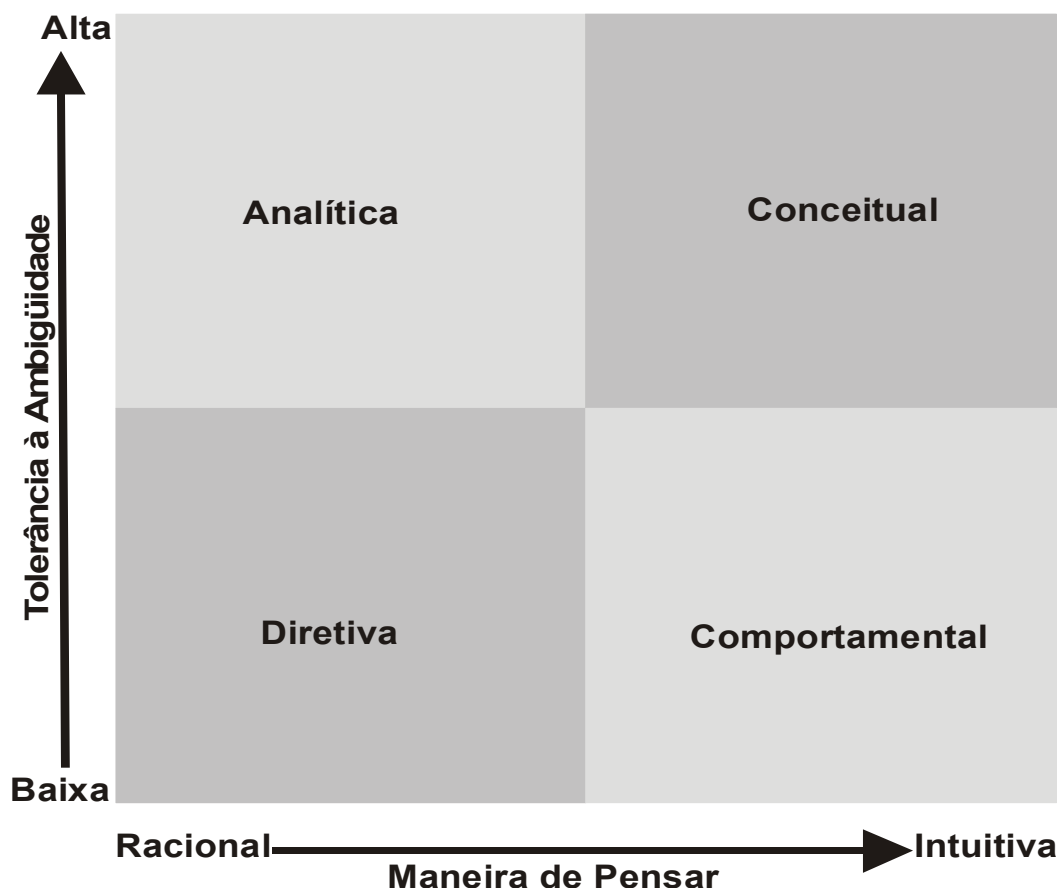 Alta
Tolerância à Ambigüidade
Analítica
Conceitual
Diretiva
Comportamental
Baixa
Racional
Intuitiva
Maneira de Pensar